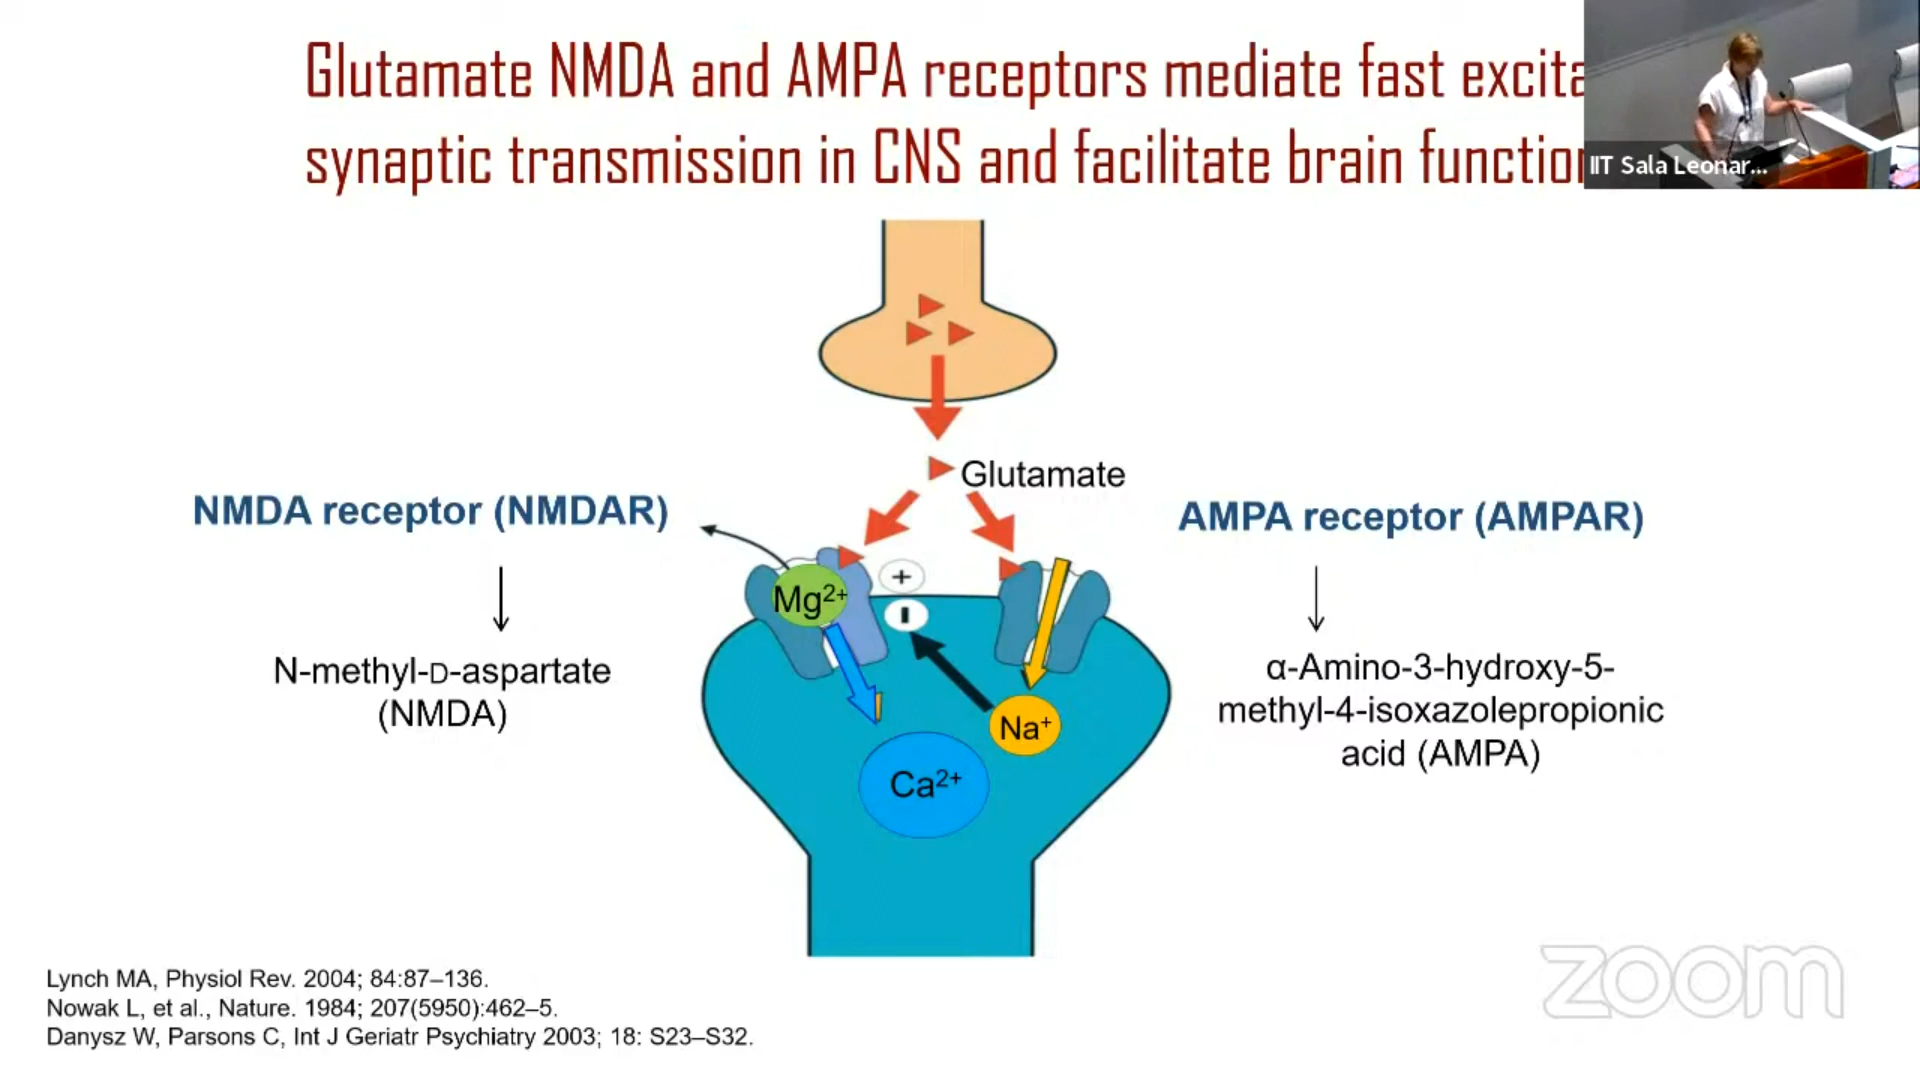 Glutamate NMDA and AMPA receptors mediate fast excita
synaptic transmission in CNS and facilitate brain function
IIT Sala Leonar...
Glutamate
NMDA receptor (NMDAR)
AMPA receptor (AMPAR)
+
Mg²⁺
N-methyl-D-aspartate
(NMDA)
α-Amino-3-hydroxy-5-
methyl-4-isoxazolepropionic
acid (AMPA)
Na⁺
Ca²⁺
Lynch MA, Physiol Rev. 2004; 84:87–136.
Nowak L, et al., Nature. 1984; 207(5950):462–5.
Danysz W, Parsons C, Int J Geriatr Psychiatry 2003; 18: S23–S32.
zoom